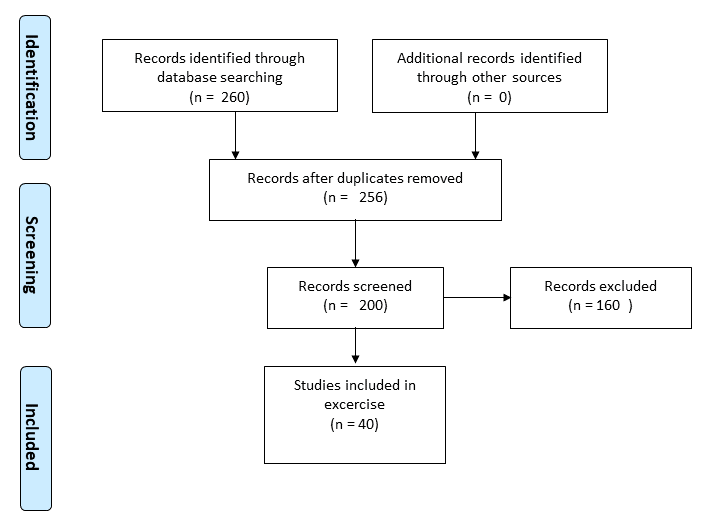 Identification
Records identified through
database searching
(n = 260)
Additional records identified
through other sources
(n = 0)
Records after duplicates removed
(n = 256)
Screening
Records screened
(n = 200)
Records excluded
(n = 160 )
Included
Studies included in
excercise
(n = 40)